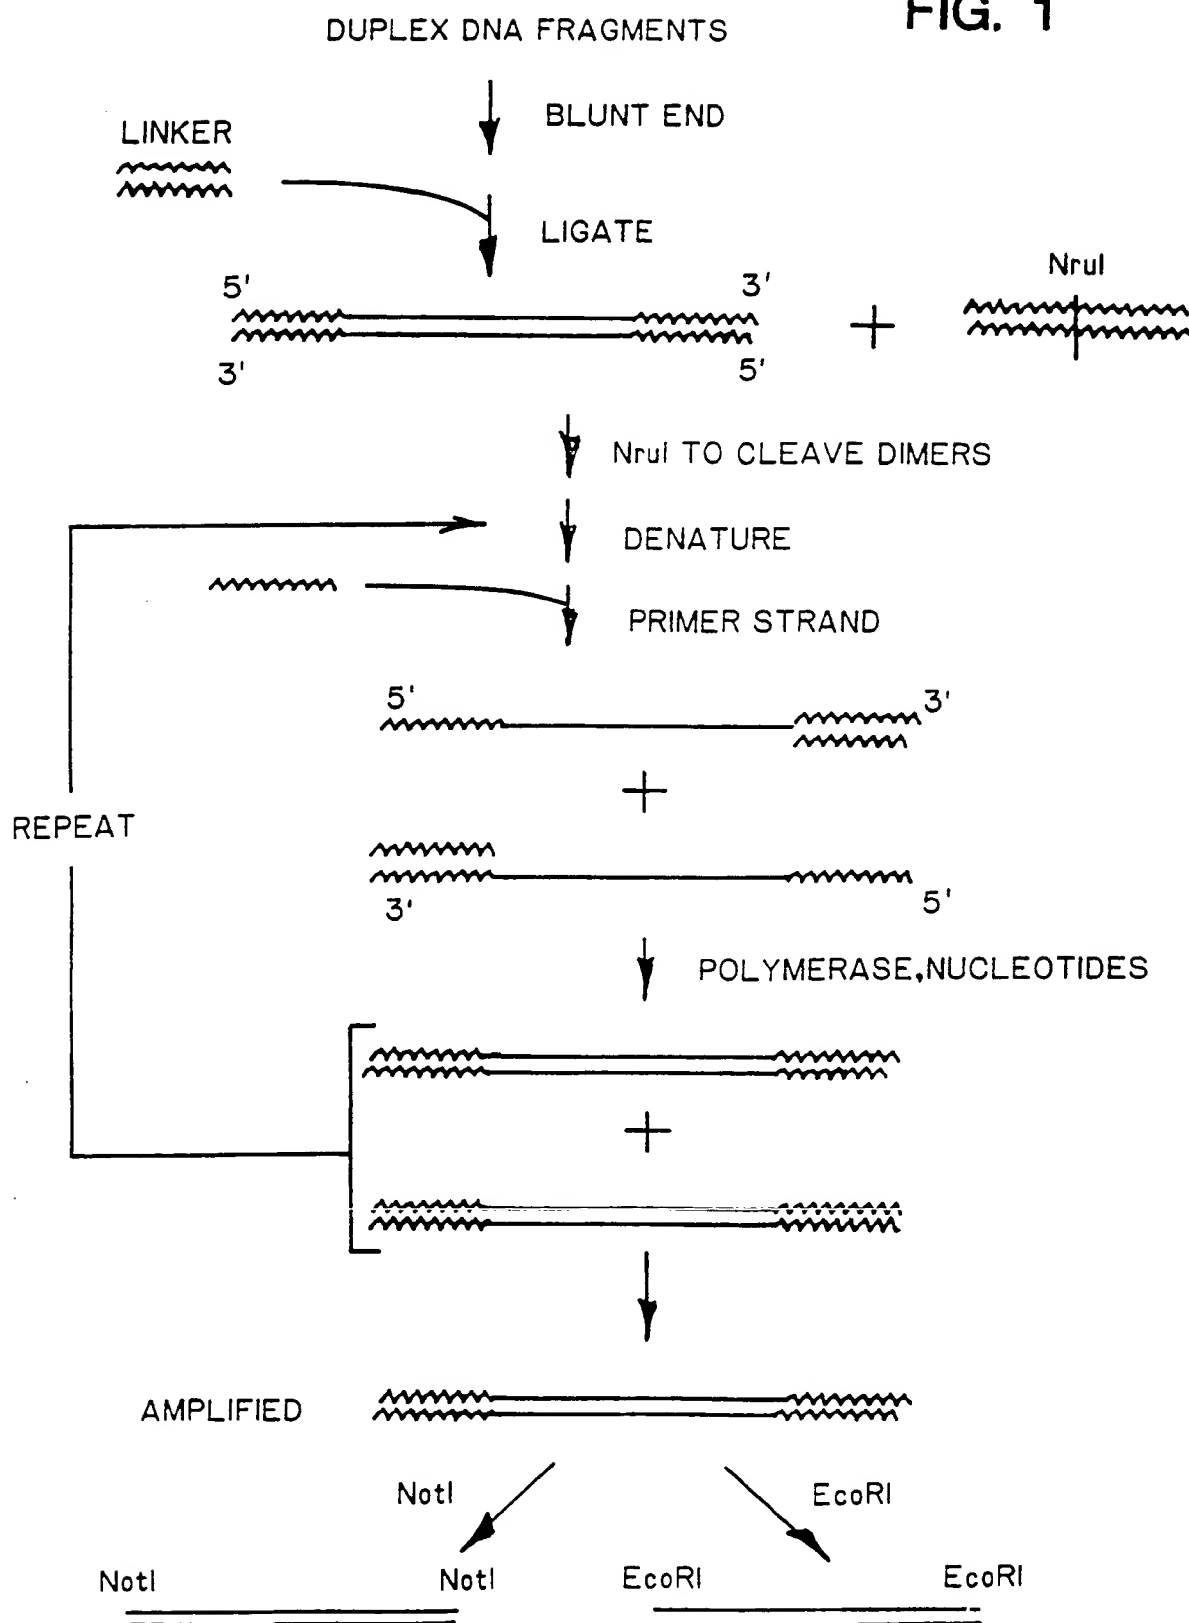 FIG. 1
DUPLEX DNA FRAGMENTS
BLUNT END
LINKER
LIGATE
5' 3'
NruI
+
3' 5'
NruI TO CLEAVE DIMERS
DENATURE
PRIMER STRAND
5' 3'
+
REPEAT
3' 5'
POLYMERASE, NUCLEOTIDES
+
AMPLIFIED
NotI EcoRI
NotI NotI EcoRI EcoRI